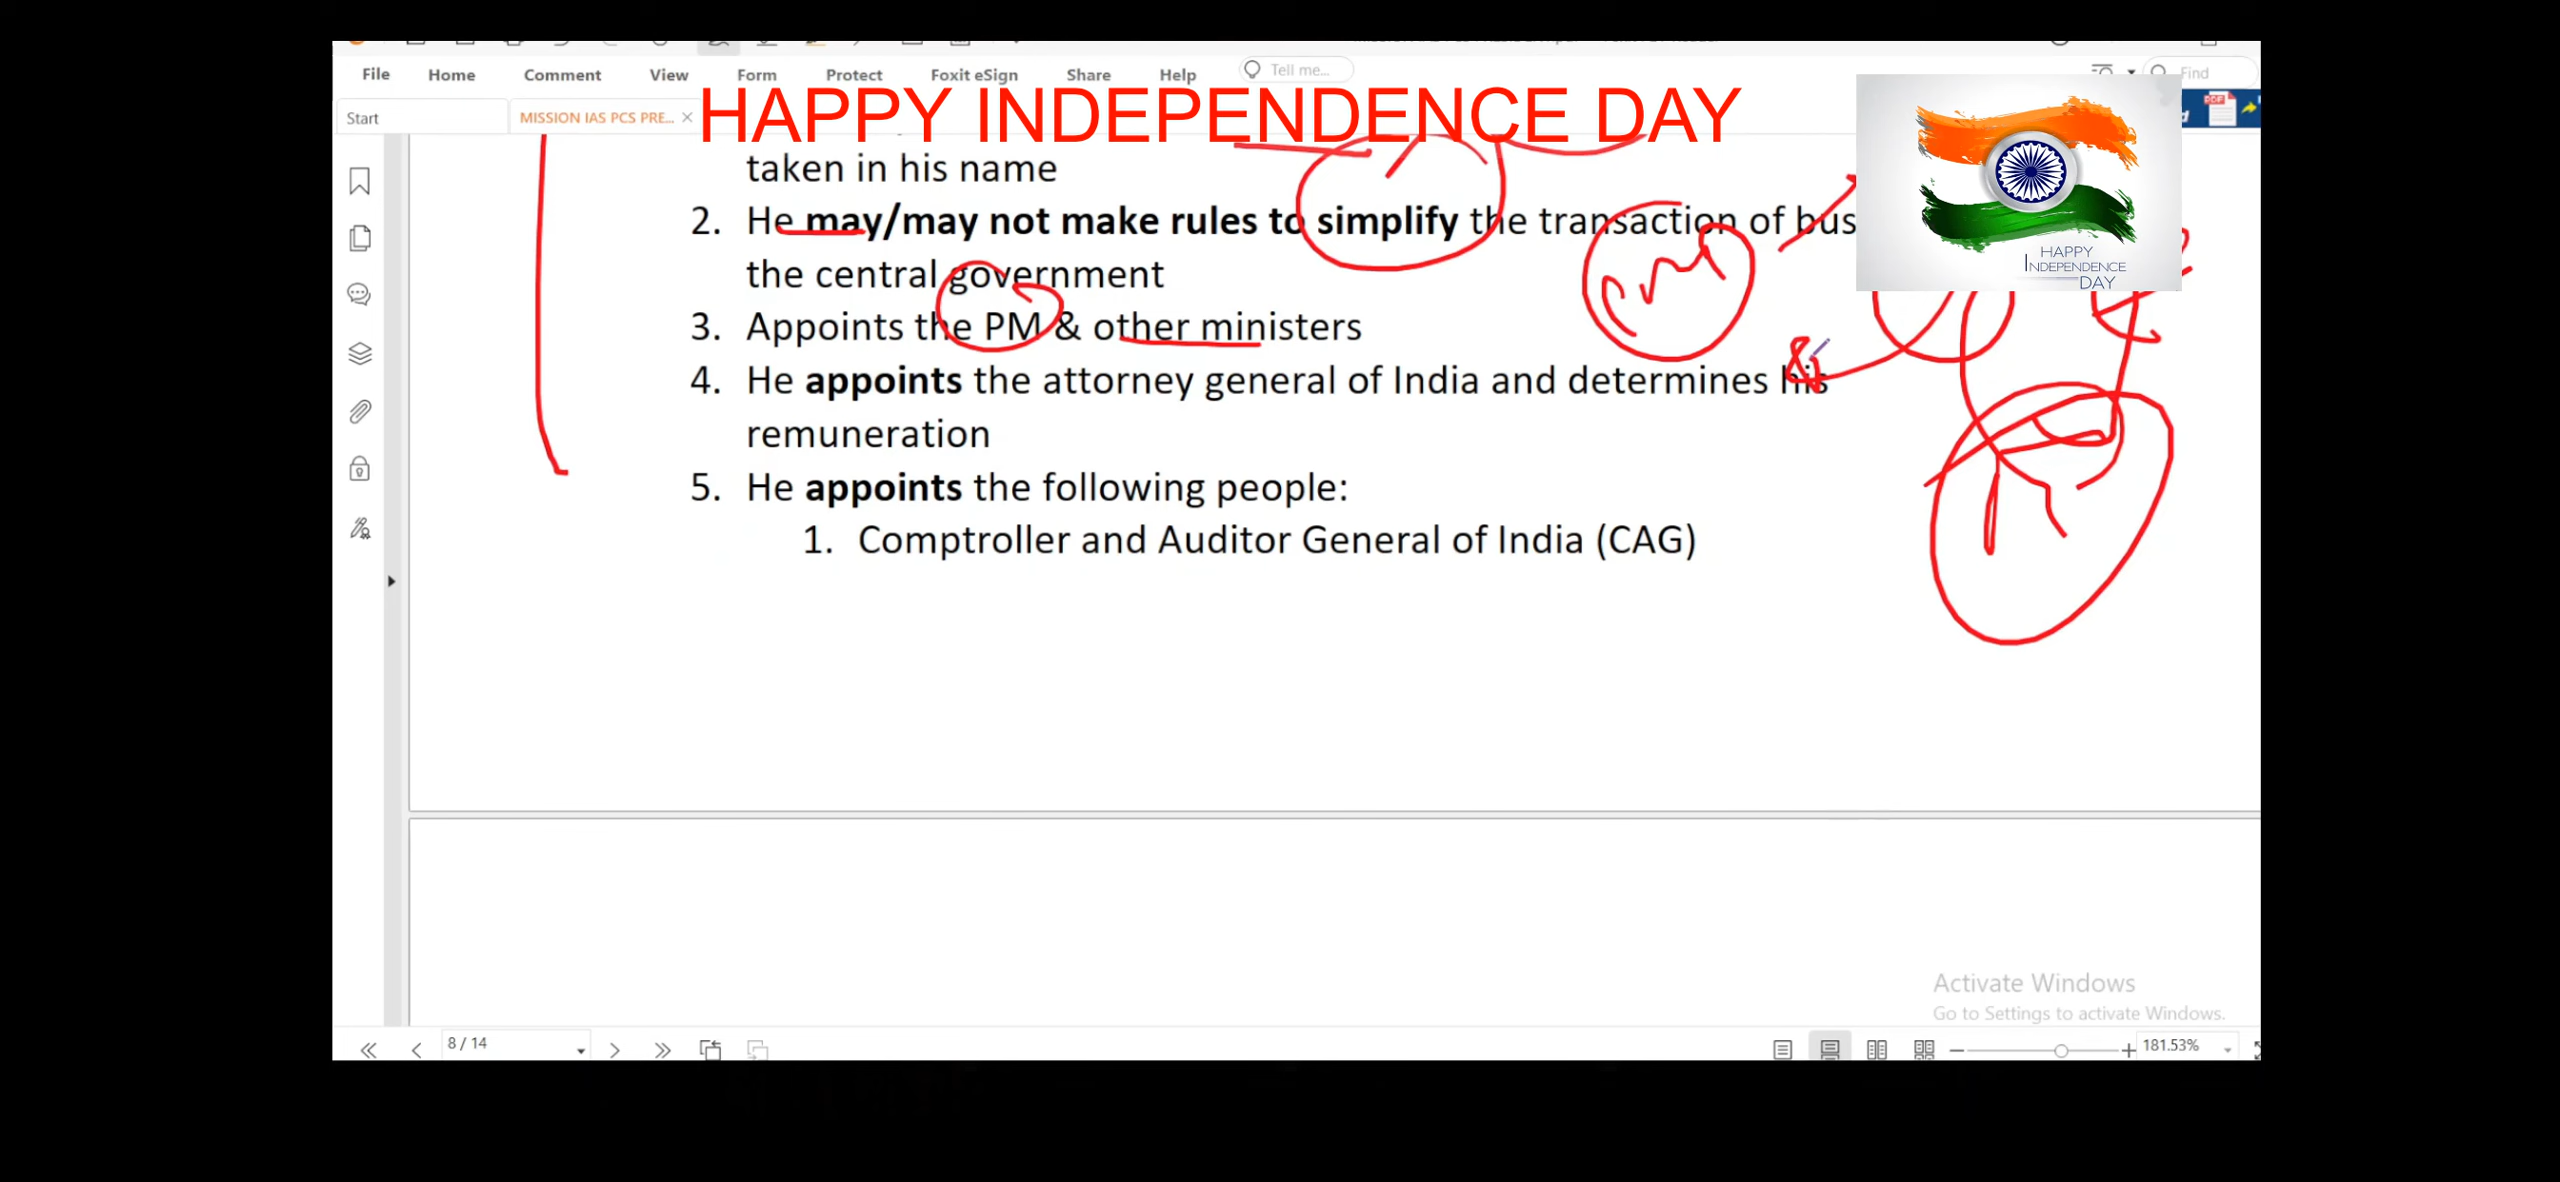 File Home Comment View Form Protect Foxit eSign Share Help Tell me... Find
Start MISSION IAS PCS PRE...
HAPPY INDEPENDENCE DAY
taken in his name
2. He may/may not make rules to simplify the transaction of bus
the central government
3. Appoints the PM & other ministers
4. He appoints the attorney general of India and determines his
remuneration
5. He appoints the following people:
1. Comptroller and Auditor General of India (CAG)
HAPPY
INDEPENDENCE
DAY
PDF
Activate Windows
Go to Settings to activate Windows.
8 / 14
181.53%